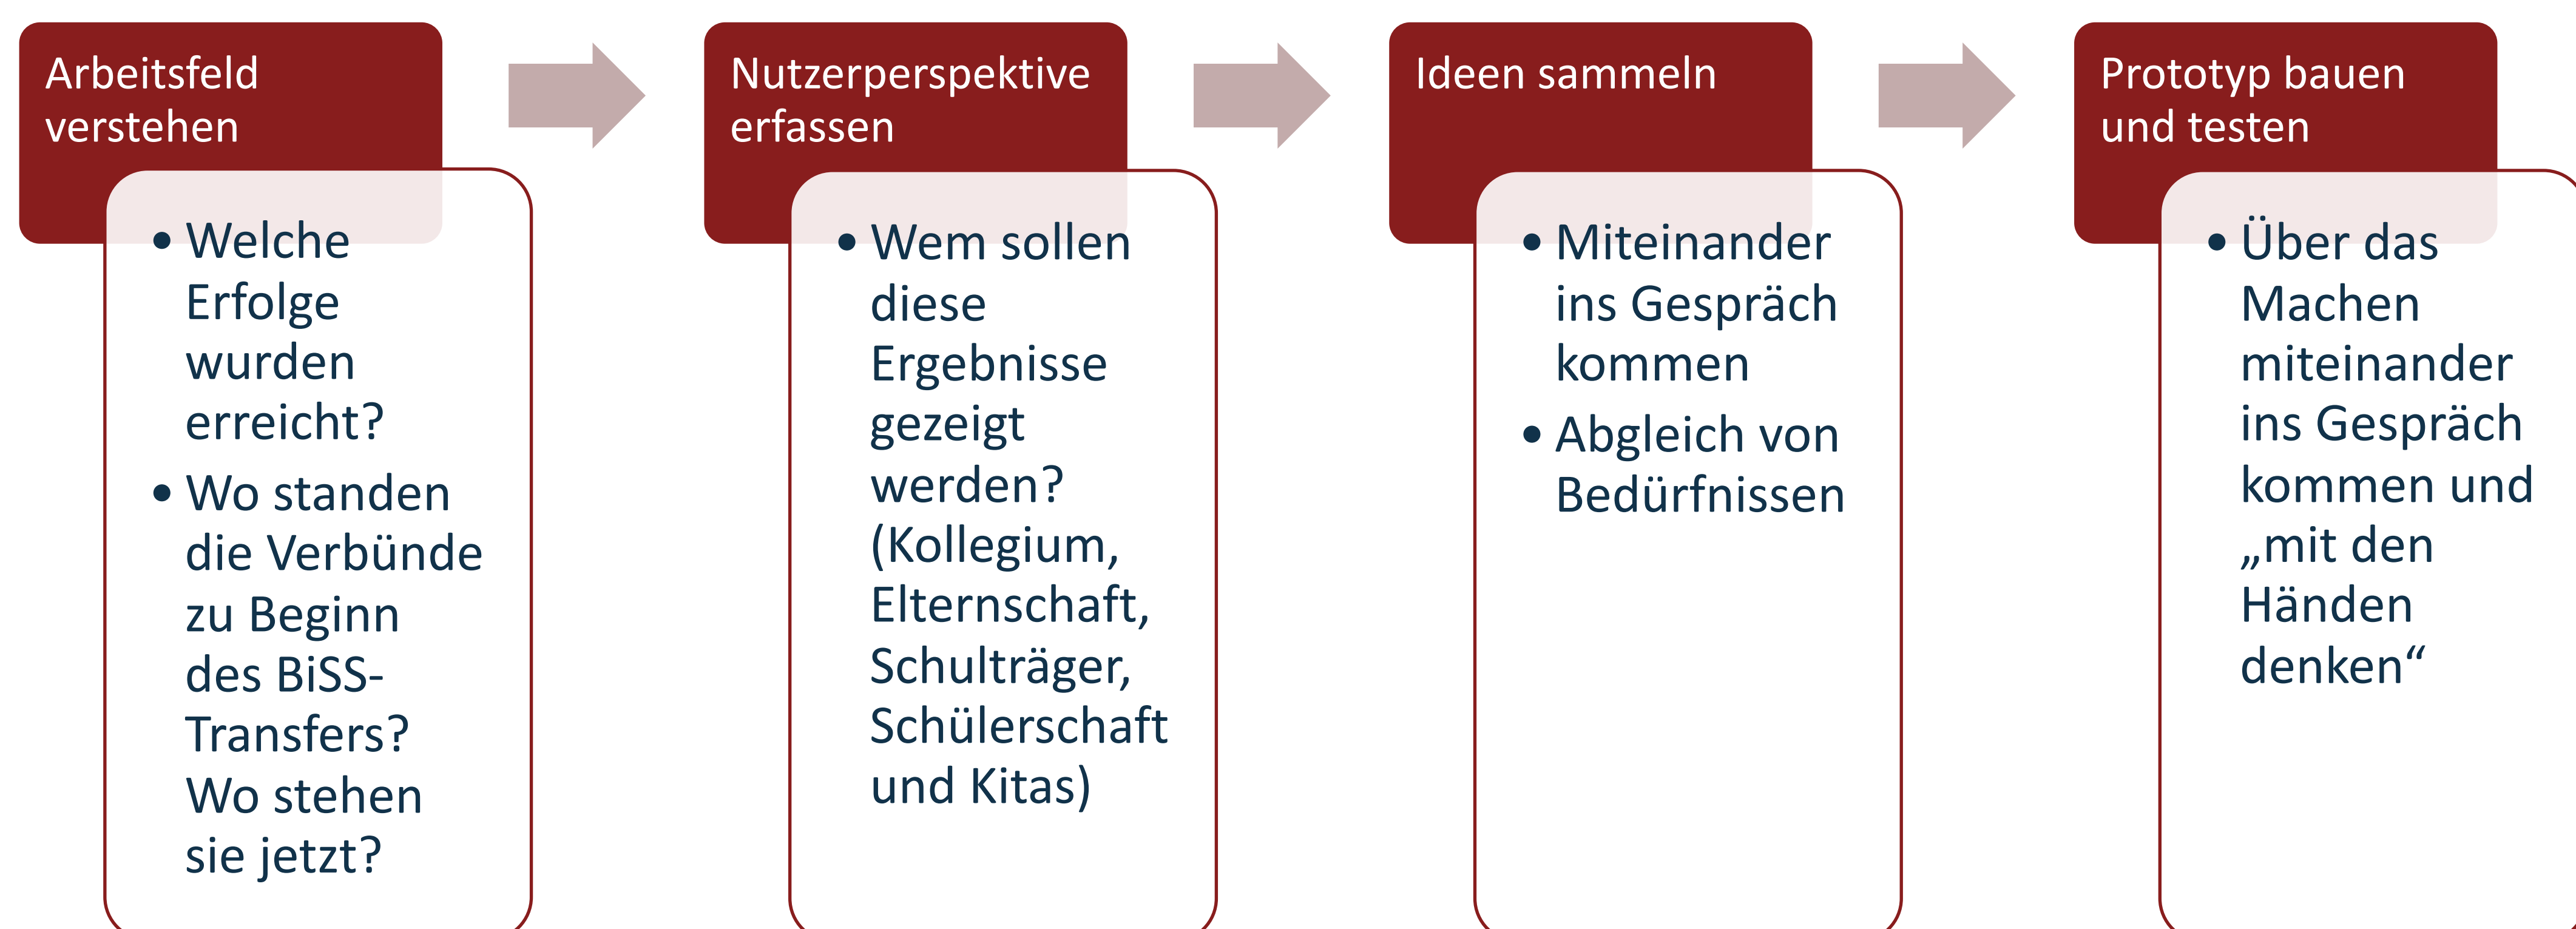 Arbeitsfeld
verstehen
• Welche
Erfolge
wurden
erreicht?
• Wo standen
die Verbünde
zu Beginn
des BiSS-
Transfers?
Wo stehen
sie jetzt?
Nutzerperspektive
erfassen
• Wem sollen
diese
Ergebnisse
gezeigt
werden?
(Kollegium,
Elternschaft,
Schulträger,
Schülerschaft
und Kitas)
Ideen sammeln
• Miteinander
ins Gespräch
kommen
• Abgleich von
Bedürfnissen
Prototyp bauen
und testen
• Über das
Machen
miteinander
ins Gespräch
kommen und
„mit den
Händen
denken“